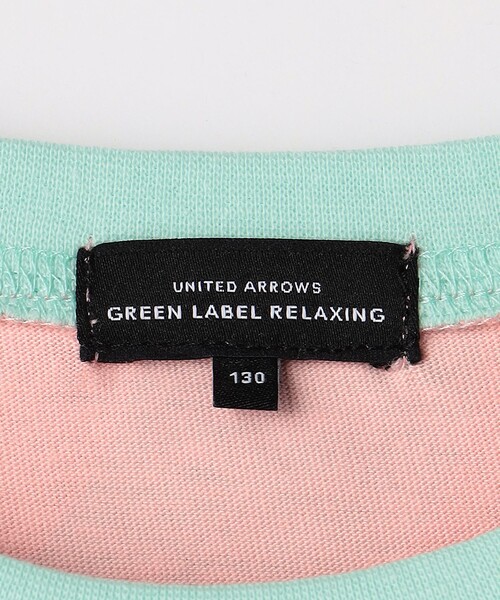 UNITED ARROWS
GREEN LABEL RELAXING
130